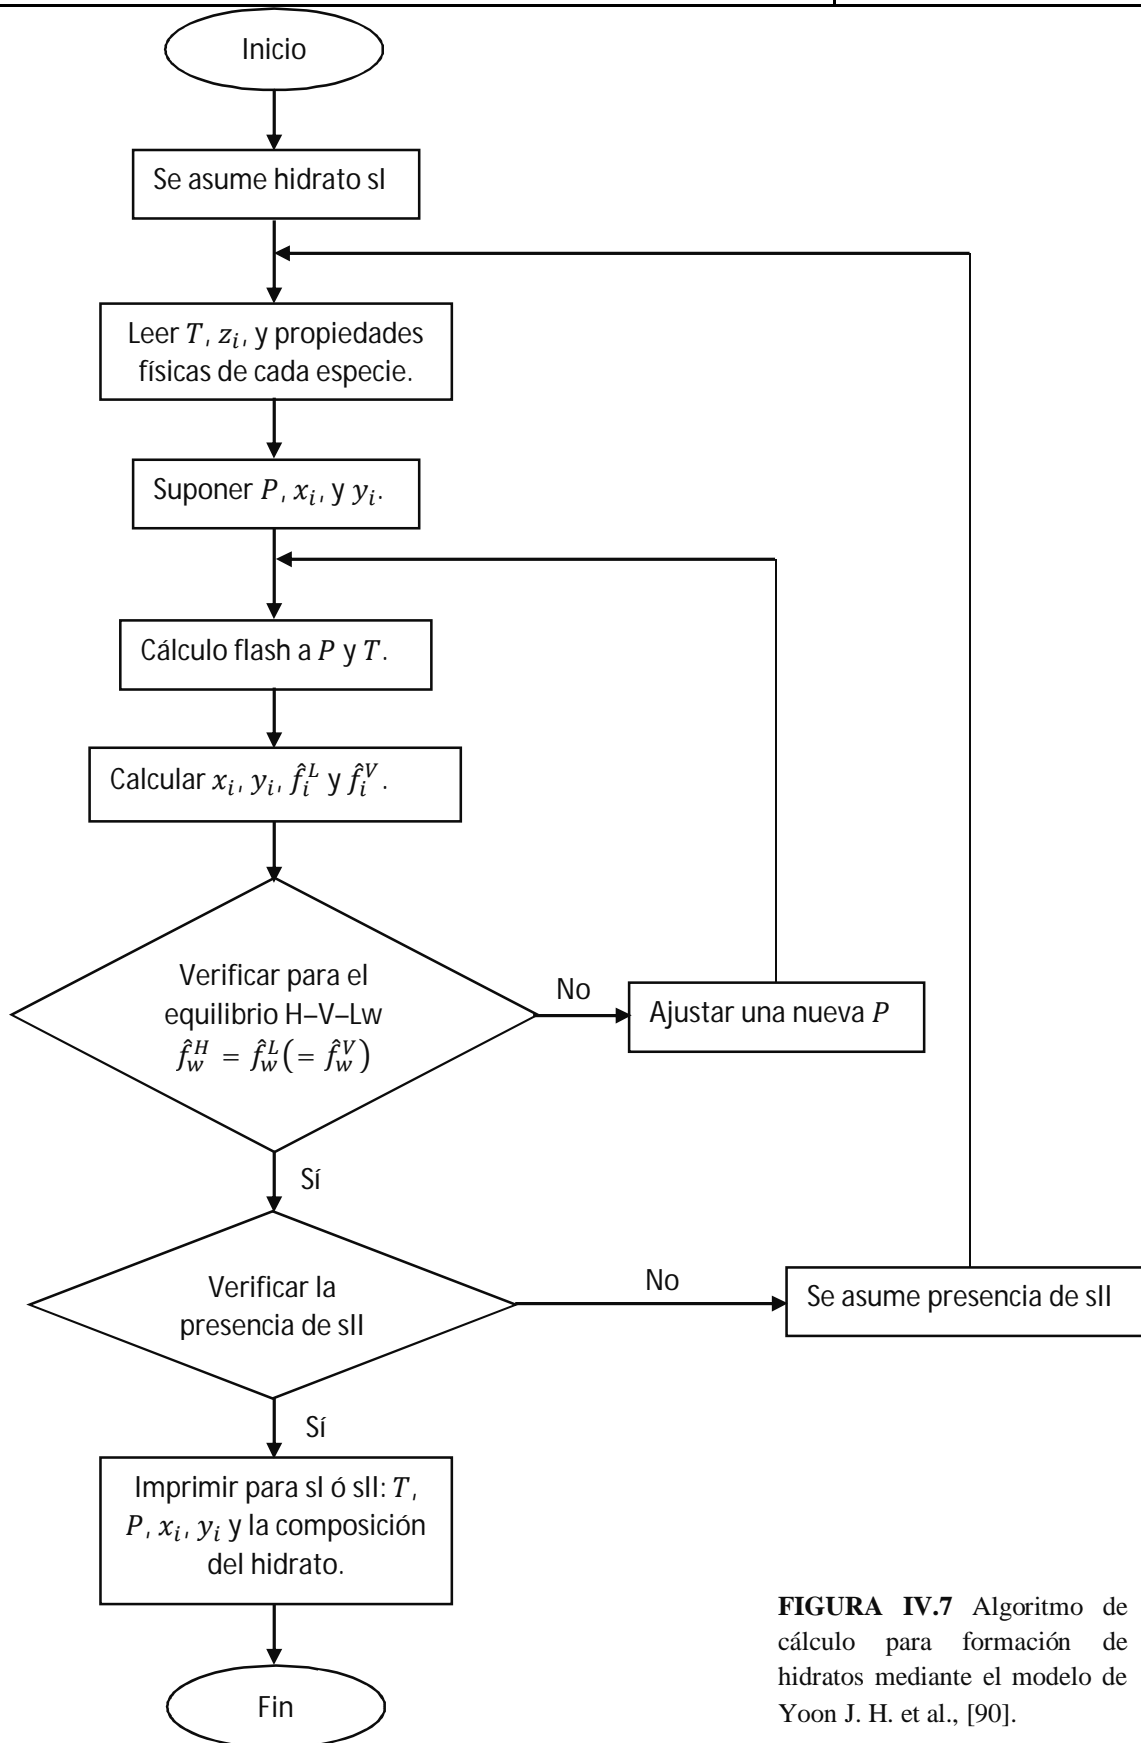 Inicio
Se asume hidrato sI
Leer T, z_i, y propiedades
físicas de cada especie.
Suponer P, x_i, y y_i.
Cálculo flash a P y T.
Calcular x_i, y_i, f̂_i^L y f̂_i^V.
Verificar para el
equilibrio H–V–Lw
f̂_w^H = f̂_w^L(= f̂_w^V)
No
Ajustar una nueva P
Sí
Verificar la
presencia de sII
No
Se asume presencia de sII
Sí
Imprimir para sI ó sII: T,
P, x_i, y_i y la composición
del hidrato.
Fin
FIGURA IV.7 Algoritmo de
cálculo para formación de
hidratos mediante el modelo de
Yoon J. H. et al., [90].